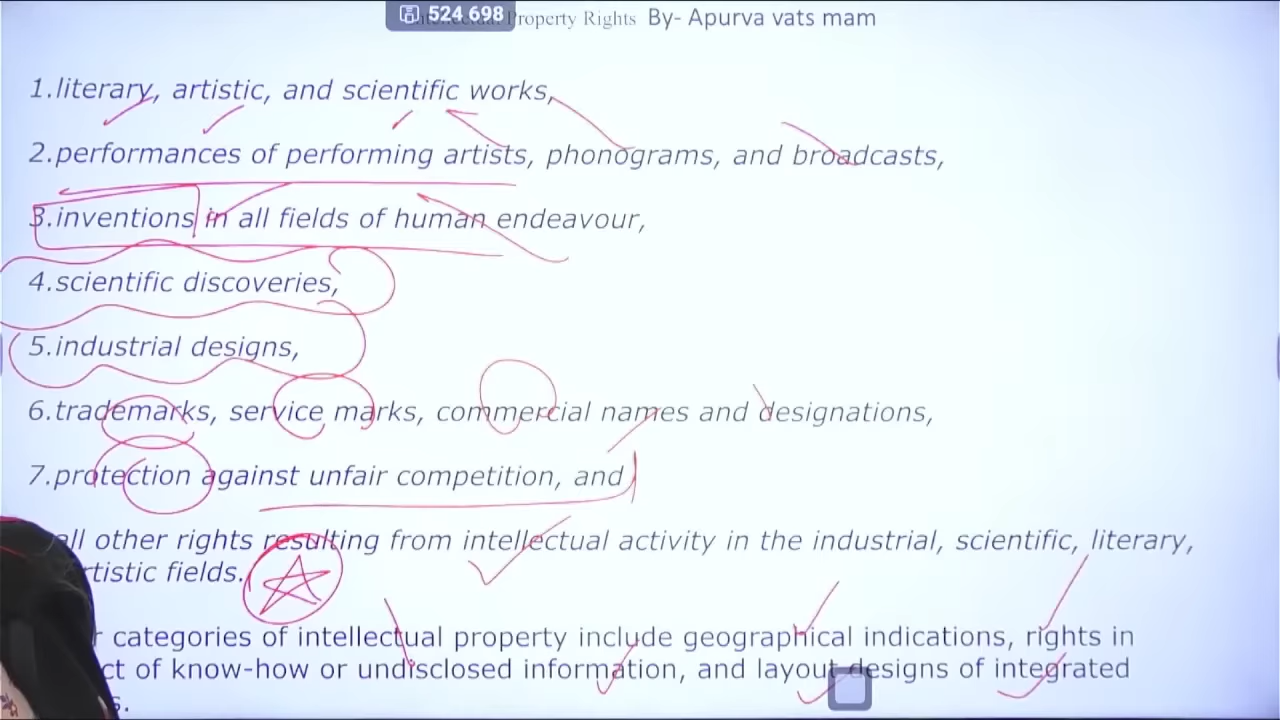 524 698
Property Rights By- Apurva vats mam
1.literary, artistic, and scientific works,
2.performances of performing artists, phonograms, and broadcasts,
3.inventions in all fields of human endeavour,
4.scientific discoveries,
5.industrial designs,
6.trademarks, service marks, commercial names and designations,
7.protection against unfair competition, and
all other rights resulting from intellectual activity in the industrial, scientific, literary,
fields.
categories of intellectual property include geographical indications, rights in
of know-how or undisclosed information, and layout designs of integrated